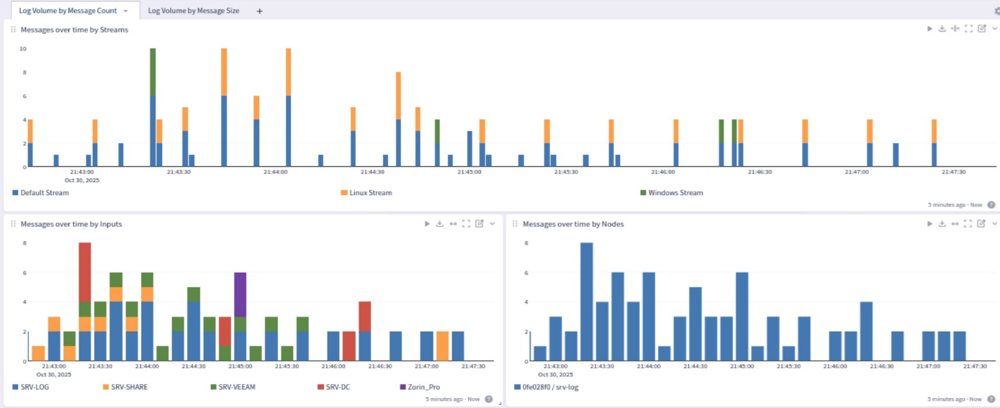 Log Volume by Message Count Log Volume by Message Size +
Messages over time by Streams
10
8
6
4
2
0
21:43:00 21:43:30 21:44:00 21:44:30 21:45:00 21:45:30 21:46:00 21:46:30 21:47:00 21:47:30
Oct 30, 2025
Default Stream Linux Stream Windows Stream
5 minutes ago - Now ?
Messages over time by Inputs
8
6
4
2
0
21:43:00 21:43:30 21:44:00 21:44:30 21:45:00 21:45:30 21:46:00 21:46:30 21:47:00 21:47:30
Oct 30, 2025
SRV-LOG SRV-SHARE SRV-VEEAM SRV-DC Zorin_Pro
5 minutes ago - Now ?
Messages over time by Nodes
8
6
4
2
0
21:43:00 21:43:30 21:44:00 21:44:30 21:45:00 21:45:30 21:46:00 21:46:30 21:47:00 21:47:30
Oct 30, 2025
0fe028f0 / srv-log
5 minutes ago - Now ?